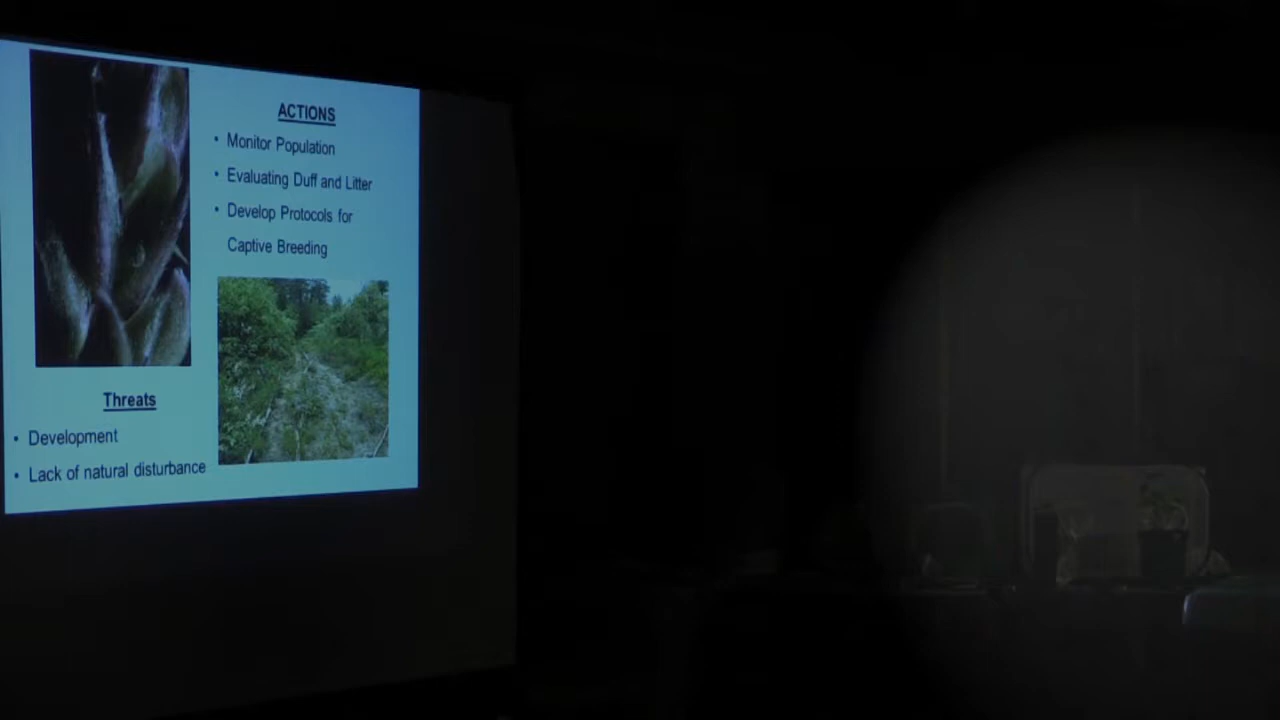 ACTIONS
• Monitor Population
• Evaluating Duff and Litter
• Develop Protocols for
Captive Breeding
Threats
• Development
• Lack of natural disturbance